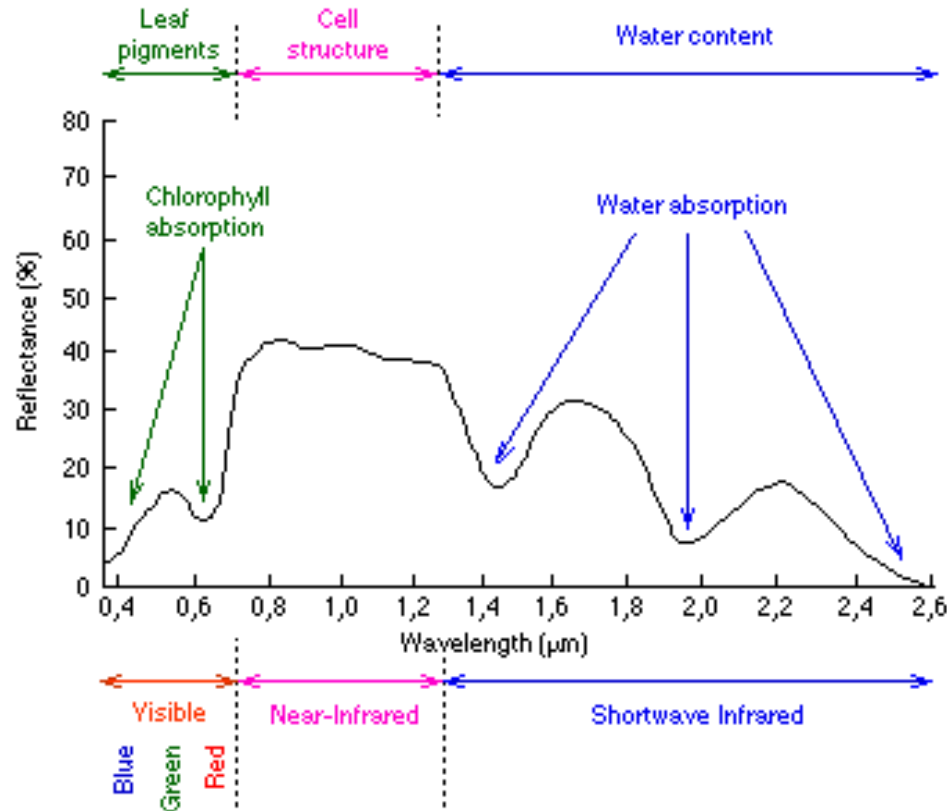 Leaf
pigments
Cell
structure
Water content
80
70
60
50
40
30
20
10
0
Reflectance (%)
Chlorophyll
absorption
Water absorption
0,4 0,6 0,8 1,0 1,2 1,4 1,6 1,8 2,0 2,2 2,4 2,6
Wavelength (µm)
Visible
Near-Infrared
Shortwave Infrared
Blue
Green
Red